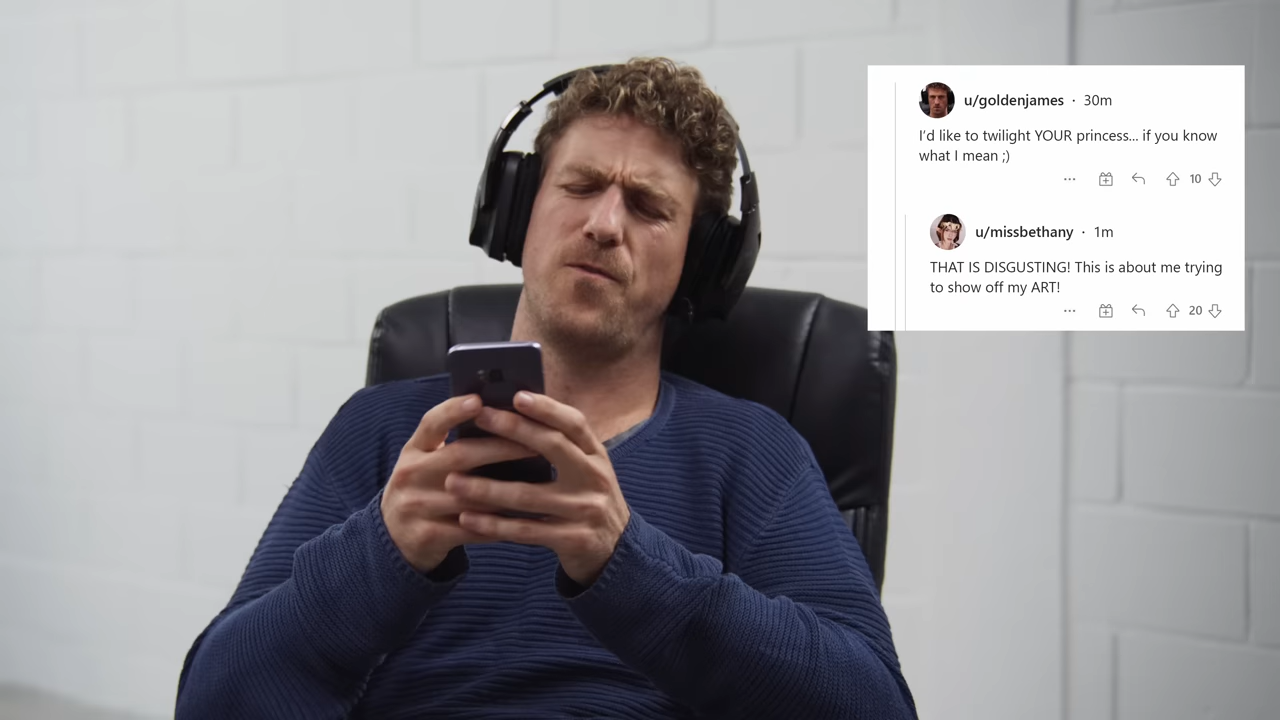 u/goldenjames · 30m
I'd like to twilight YOUR princess... if you know
what I mean ;)
10
u/missbethany · 1m
THAT IS DISGUSTING! This is about me trying
to show off my ART!
20